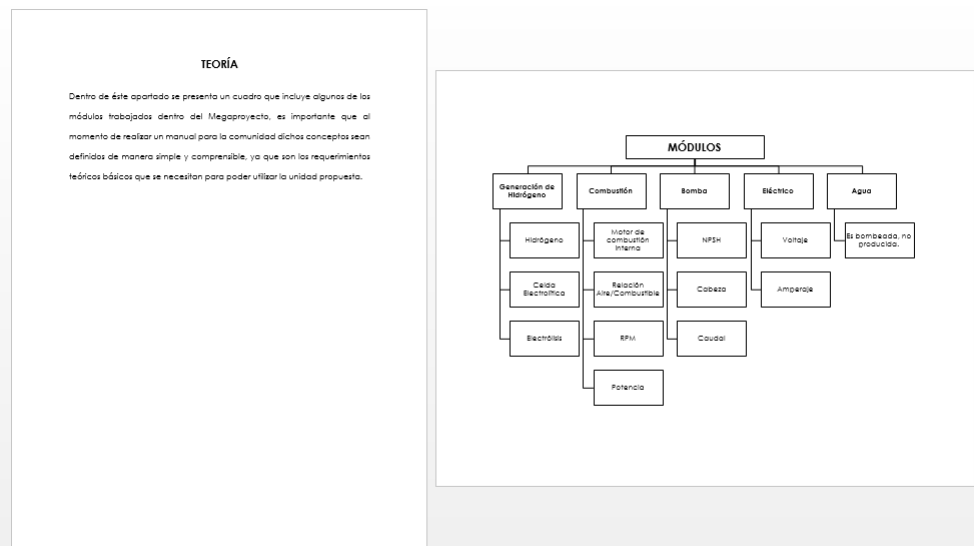 TEORÍA
Dentro de éste apartado se presenta un cuadro que incluye algunos de los
módulos trabajados dentro del Megaproyecto, es importante que al
momento de realizar un manual para la comunidad dichos conceptos sean
definidos de manera simple y comprensible, ya que son los requerimientos
teóricos básicos que se necesitan para poder utilizar la unidad propuesta.
MÓDULOS
Generación de
Hidrógeno
Hidrógeno
Celda
Electrolítica
Electrólisis
Combustión
Motor de
combustión
interna
Relación
Aire/Combustible
RPM
Potencia
Bomba
NPSH
Cabeza
Caudal
Eléctrico
Voltaje
Amperaje
Agua
Es bombeada, no
producida.